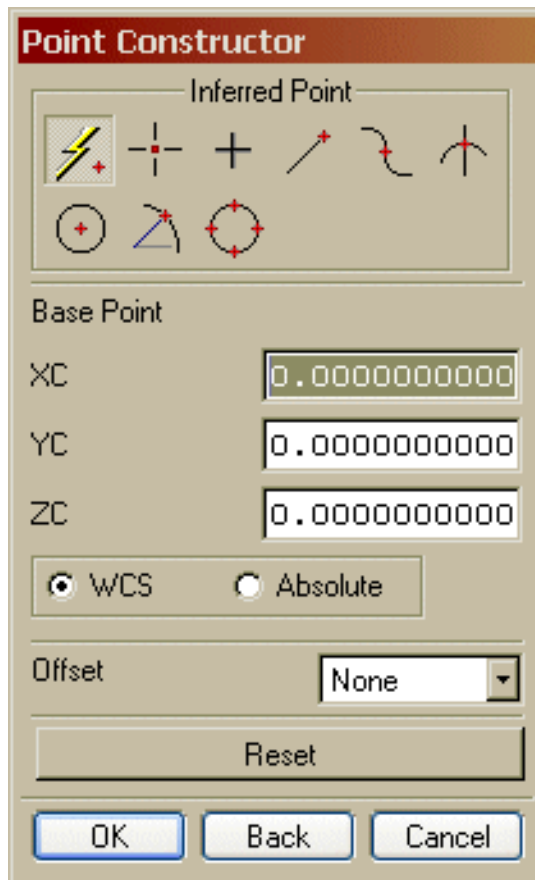 Point Constructor
Inferred Point
Base Point
XC 0.0000000000
YC 0.0000000000
ZC 0.0000000000
WCS Absolute
Offset None
Reset
OK Back Cancel